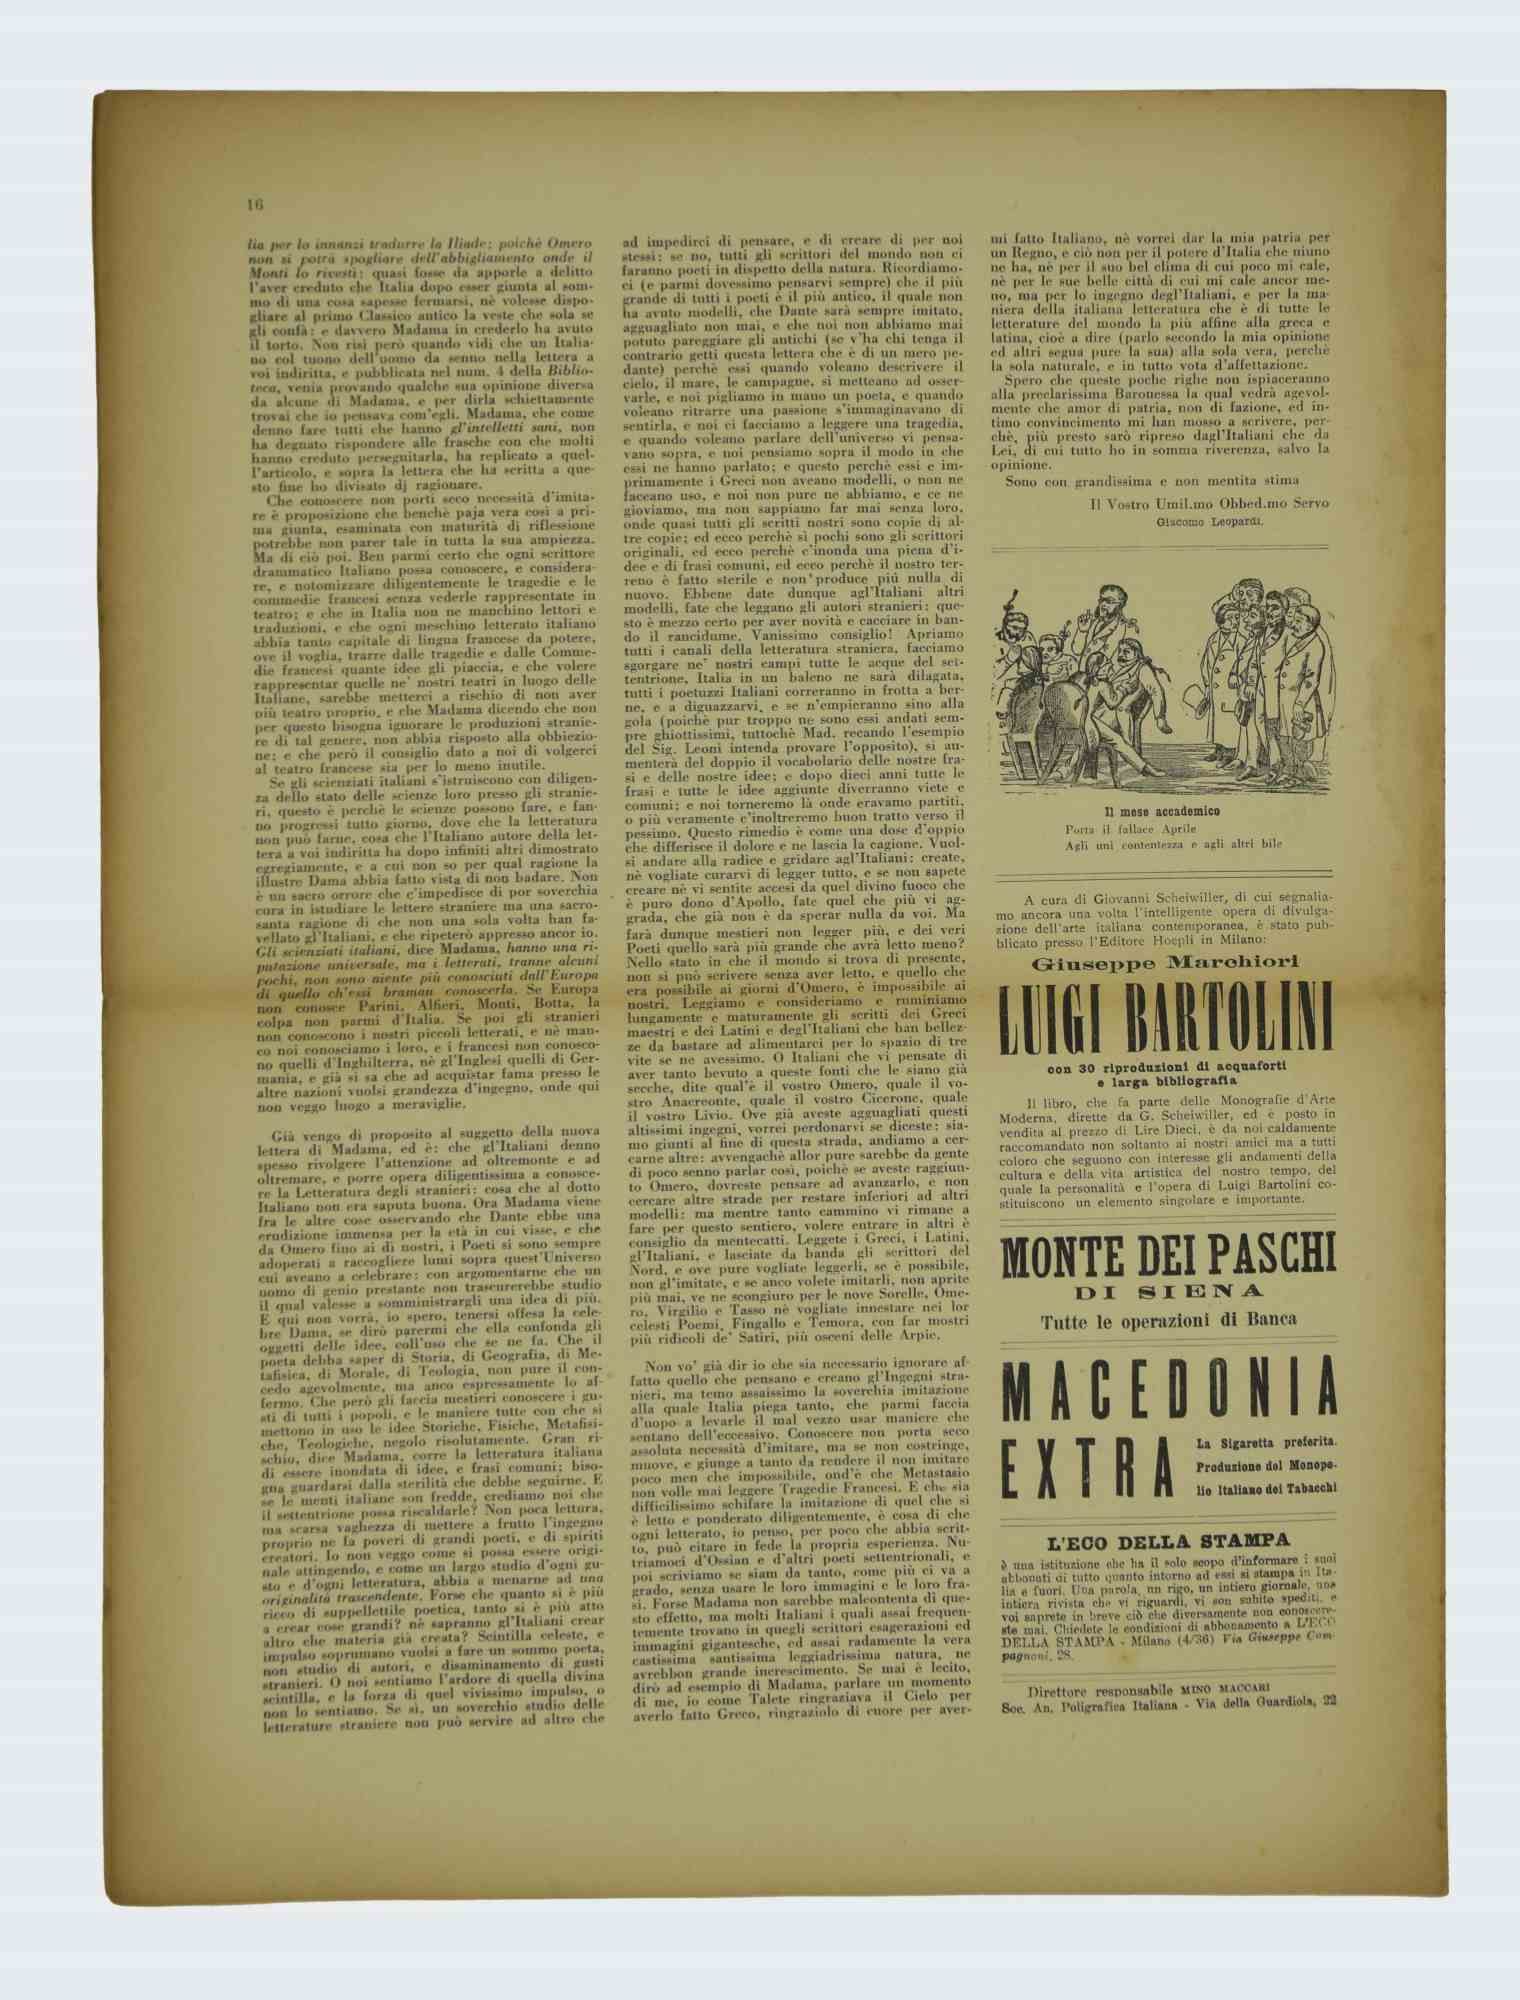 16
lia per lo innanzi tradurre la Iliade; poichè Omero
non si potrà spogliare dell'abbigliamento onde il
Monti lo rivestì; quasi fosse da apporle a delitto
l'aver creduto che Italia dopo esser giunta al som-
mo di una cosa sapesse fermarsi, nè volesse dispo-
gliare al primo Classico antico la veste che sola se
gli confà: e davvero Madama in crederlo ha avuto
il torto. Non risi però quando vidi che un Italia-
no col tuono dell'uomo da senno nella lettera a
voi indiritta, e pubblicata nel num. 4 della Biblio-
teca, venia provando qualche sua opinione diversa
da alcune di Madama, e per dirla schiettamente
trovai che io pensava com'egli. Madama, che come
denno fare tutti che hanno gl'intelletti sani, non
ha degnato rispondere alle frasche con che molti
hanno creduto perseguitarla, ha replicato a quel-
l'articolo, e sopra la lettera che ha scritta a que-
sto fine ho divisato dj ragionare.
Che conoscere non porti seco necessità d'imita-
re è proposizione che benchè paja vera così a pri-
ma giunta, esaminata con maturità di riflessione
potrebbe non parer tale in tutta la sua ampiezza.
Ma di ciò poi. Ben parmi certo che ogni scrittore
drammatico Italiano possa conoscere, e considera-
re, e notomizzare diligentemente le tragedie e le
commedie francesi senza vederle rappresentate in
teatro; e che in Italia non ne manchino lettori e
traduzioni, e che ogni meschino letterato italiano
abbia tanto capitale di lingua francese da potere,
ove il voglia, trarre dalle tragedie e dalle Comme-
die francesi quante idee gli piaccia, e che volere
rappresentar quelle ne' nostri teatri in luogo delle
Italiane, sarebbe metterci a rischio di non aver
più teatro proprio, e che Madama dicendo che non
per questo bisogna ignorare le produzioni stranie-
re di tal genere, non abbia risposto alla obbiezio-
ne; e che però il consiglio dato a noi di volgerci
al teatro francese sia per lo meno inutile.
Se gli scienziati italiani s'istruiscono con diligen-
za dello stato delle scienze loro presso gli stranie-
ri, questo è perchè le scienze possono fare, e fan-
no progressi tutto giorno, dove che la letteratura
non può farne, cosa che l'Italiano autore della let-
tera a voi indiritta ha dopo infiniti altri dimostrato
egregiamente, e a cui non so per qual ragione la
illustre Dama abbia fatto vista di non badare. Non
è un sacro orrore che c'impedisce di por soverchia
cura in istudiare le lettere straniere ma una sacro-
santa ragione di che non una sola volta han fa-
vellato gl'Italiani, e che ripeterò appresso ancor io.
Gli scienziati italiani, dice Madama, hanno una ri-
putazione universale, ma i letterati, tranne alcuni
pochi, non sono niente più conosciuti dall'Europa
di quello ch'essi braman conoscerla. Se Europa
non conosce Parini, Alfieri, Monti, Botta, la
colpa non parmi d'Italia. Se poi gli stranieri
non conoscono i nostri piccoli letterati, e nè man-
co noi conosciamo i loro, e i francesi non conosco-
no quelli d'Inghilterra, nè gl'Inglesi quelli di Ger-
mania, e già si sa che ad acquistar fama presso le
altre nazioni vuolsi grandezza d'ingegno, onde qui
non veggo luogo a meraviglie.
Già vengo di proposito al suggetto della nuova
lettera di Madama, ed è: che gl'Italiani denno
spesso rivolgere l'attenzione ad oltremonte e ad
oltremare, e porre opera diligentissima a conosce-
re la Letteratura degli stranieri: cosa che al dotto
Italiano non era saputa buona. Ora Madama viene
fra le altre cose osservando che Dante ebbe una
erudizione immensa per la età in cui visse, e che
da Omero fino ai dì nostri, i Poeti si sono sempre
adoperati a raccogliere lumi sopra quest'Universo
cui aveano a celebrare: con argomentarne che un
uomo di genio prestante non trascurerebbe studio
il qual valesse a somministrargli una idea di più.
E qui non vorrà, io spero, tenersi offesa la cele-
bre Dama, se dirò parermi che ella confonda gli
oggetti delle idee, coll'uso che se ne fa. Che il
poeta debba saper di Storia, di Geografia, di Me-
tafisica, di Morale, di Teologia, non pure il con-
cedo agevolmente, ma anco espressamente lo af-
fermo. Che però gli faccia mestieri conoscere i gu-
sti di tutti i popoli, e le maniere tutte con che si
mettono in uso le idee Storiche, Fisiche, Metafisi-
che, Teologiche, negolo risolutamente. Gran ri-
schio, dice Madama, corre la letteratura italiana
di essere inondata di idee, e frasi comuni; biso-
gna guardarsi dalla sterilità che debbe seguirne. E
se le menti italiane son fredde, crediamo noi che
il settentrione possa riscaldarle? Non poca lettura,
ma scarsa vaghezza di mettere a frutto l'ingegno
proprio ne fa poveri di grandi poeti, e di spiriti
creatori. Io non veggo come si possa essere origi-
nale attingendo, e come un largo studio d'ogni gu-
sto e d'ogni letteratura, abbia a menarne ad una
originalità trascendente. Forse che quanto si è più
ricco di suppellettile poetica, tanto si è più atto
a crear cose grandi? nè sapranno gl'Italiani crear
altro che materia già creata? Scintilla celeste, e
impulso soprumano vuolsi a fare un sommo poeta,
non studio di autori, e disaminamento di gusti
stranieri. O noi sentiamo l'ardore di quella divina
scintilla, e la forza di quel vivissimo impulso, o
non lo sentiamo. Se sì, un soverchio studio delle
letterature straniere non può servire ad altro che
ad impedirci di pensare, e di creare di per noi
stessi: se no, tutti gli scrittori del mondo non ci
faranno poeti in dispetto della natura. Ricordiamo-
ci (e parmi dovessimo pensarvi sempre) che il più
grande di tutti i poeti è il più antico, il quale non
ha avuto modelli, che Dante sarà sempre imitato,
agguagliato non mai, e che noi non abbiamo mai
potuto pareggiare gli antichi (se v'ha chi tenga il
contrario getti questa lettera che è di un mero pe-
dante) perchè essi quando voleano descrivere il
cielo, il mare, le campagne, si metteano ad osser-
varle, e noi pigliamo in mano un poeta, e quando
voleano ritrarre una passione s'immaginavano di
sentirla, e noi ci facciamo a leggere una tragedia,
e quando voleano parlare dell'universo vi pensa-
vano sopra, e noi pensiamo sopra il modo in che
essi ne hanno parlato; e questo perchè essi e im-
primamente i Greci non aveano modelli, o non ne
faceano uso, e noi non pure ne abbiamo, e ce ne
gioviamo, ma non sappiamo far mai senza loro,
onde quasi tutti gli scritti nostri sono copie di al-
tre copie; ed ecco perchè sì pochi sono gli scrittori
originali, ed ecco perchè c'inonda una piena d'i-
dee e di frasi comuni, ed ecco perchè il nostro ter-
reno è fatto sterile e non produce più nulla di
nuovo. Ebbene date dunque agl'Italiani altri
modelli, fate che leggano gli autori stranieri: que-
sto è mezzo certo per aver novità e cacciare in ban-
do il rancidume. Vanissimo consiglio! Apriamo
tutti i canali della letteratura straniera, facciamo
sgorgare ne' nostri campi tutte le acque del set-
tentrione, Italia in un baleno ne sarà dilagata,
tutti i poetuzzi Italiani correranno in frotta a ber-
ne, e a diguazzarvi, e se n'empieranno sino alla
gola (poichè pur troppo ne sono essi andati sem-
pre ghiottissimi, tuttochè Mad. recando l'esempio
del Sig. Leoni intenda provare l'opposito), si au-
menterà del doppio il vocabolario delle nostre fra-
si e delle nostre idee; e dopo dieci anni tutte le
frasi e tutte le idee aggiunte diverranno viete e
comuni; e noi torneremo là onde eravamo partiti,
o più veramente c'inoltreremo buon tratto verso il
pessimo. Questo rimedio è come una dose d'oppio
che differisce il dolore e ne lascia la cagione. Vuol-
si andare alla radice e gridare agl'Italiani: create,
nè vogliate curarvi di legger tutto, e se non sapete
creare nè vi sentite accesi da quel divino fuoco che
è puro dono d'Apollo, fate quel che più vi ag-
grada, che già non è da sperar nulla da voi. Ma
farà dunque mestieri non legger più, e dei veri
Poeti quello sarà più grande che avrà letto meno?
Nello stato in che il mondo si trova di presente,
non si può scrivere senza aver letto, e quello che
era possibile ai giorni d'Omero, è impossibile ai
nostri. Leggiamo e consideriamo e ruminiamo
lungamente e maturamente gli scritti dei Greci
maestri e dei Latini e degl'Italiani che han bellez-
ze da bastare ad alimentarci per lo spazio di tre
vite se ne avessimo. O Italiani che vi pensate di
aver tanto bevuto a queste fonti che le siano già
secche, dite qual'è il vostro Omero, quale il vo-
stro Anacreonte, quale il vostro Cicerone, quale
il vostro Livio. Ove già aveste agguagliati questi
altissimi ingegni, vorrei perdonarvi se diceste: sia-
mo giunti al fine di questa strada, andiamo a cer-
carne altre: avvengachè allor pure sarebbe da gente
di poco senno parlar così, poichè se aveste raggiun-
to Omero, dovreste pensare ad avanzarlo, e non
cercare altre strade per restare inferiori ad altri
modelli: ma mentre tanto cammino vi rimane a
fare per questo sentiero, volere entrare in altri è
consiglio da mentecatti. Leggete i Greci, i Latini,
gl'Italiani, e lasciate da banda gli scrittori del
Nord, e ove pure vogliate leggerli, se è possibile,
non gl'imitate, e se anco volete imitarli, non aprite
più mai, ve ne scongiuro per le nove Sorelle, Ome-
ro, Virgilio e Tasso nè vogliate innestare nei lor
celesti Poemi, Fingallo e Temora, con far mostri
più ridicoli de' Satiri, più osceni delle Arpie.
Non vo' già dir io che sia necessario ignorare af-
fatto quello che pensano e creano gl'Ingegni stra-
nieri, ma temo assaissimo la soverchia imitazione
alla quale Italia piega tanto, che parmi faccia
d'uopo a levarle il mal vezzo usar maniere che
sentano dell'eccessivo. Conoscere non porta seco
assoluta necessità d'imitare, ma se non costringe,
muove, e giunge a tanto da rendere il non imitare
poco men che impossibile, ond'è che Metastasio
non volle mai leggere Tragedie Francesi. E che sia
difficilissimo schifare la imitazione di quel che si
è letto e ponderato diligentemente, è cosa di che
ogni letterato, io penso, per poco che abbia scrit-
to, può citare in fede la propria esperienza. Nu-
triamoci d'Ossian e d'altri poeti settentrionali, e
poi scriviamo se siam da tanto, come più ci va a
grado, senza usare le loro immagini e le loro fra-
si. Forse Madama non sarebbe malcontenta di que-
sto effetto, ma molti Italiani i quali assai frequen-
temente trovano in quegli scrittori esagerazioni ed
immagini gigantesche, ed assai radamente la vera
castissima santissima leggiadrissima natura, ne
avrebbon grande increscimento. Se mai è lecito,
dirò ad esempio di Madama, parlare un momento
di me, io come Talete ringraziava il Cielo per
averlo fatto Greco, ringraziolo di cuore per aver-
mi fatto Italiano, nè vorrei dar la mia patria per
un Regno, e ciò non per il potere d'Italia che niuno
ne ha, nè per il suo bel clima di cui poco mi cale,
nè per le sue belle città di cui mi cale ancor me-
no, ma per lo ingegno degl'Italiani, e per la ma-
niera della italiana letteratura che è di tutte le
letterature del mondo la più affine alla greca e
latina, cioè a dire (parlo secondo la mia opinione
ed altri segua pure la sua) alla sola vera, perchè
la sola naturale, e in tutto vota d'affettazione.
Spero che queste poche righe non ispiaceranno
alla preclarissima Baronessa la qual vedrà agevol-
mente che amor di patria, non di fazione, ed in-
timo convincimento mi han mosso a scrivere, per-
chè, più presto sarò ripreso dagl'Italiani che da
Lei, di cui tutto ho in somma riverenza, salvo la
opinione.
Sono con grandissima e non mentita stima
Il Vostro Umil.mo Obbed.mo Servo
Giacomo Leopardi.
Il mese accademico
Porta il fallace Aprile
Agli uni contentezza e agli altri bile
A cura di Giovanni Scheiwiller, di cui segnalia-
mo ancora una volta l'intelligente opera di divulga-
zione dell'arte italiana contemporanea, è stato pub-
blicato presso l'Editore Hoepli in Milano:
Giuseppe Marchiori
LUIGI BARTOLINI
con 30 riproduzioni di acquaforti
e larga bibliografia
Il libro, che fa parte delle Monografie d'Arte
Moderna, dirette da G. Scheiwiller, ed è posto in
vendita al prezzo di Lire Dieci, è da noi caldamente
raccomandato non soltanto ai nostri amici ma a tutti
coloro che seguono con interesse gli andamenti della
cultura e della vita artistica del nostro tempo, del
quale la personalità e l'opera di Luigi Bartolini co-
stituiscono un elemento singolare e importante.
MONTE DEI PASCHI
DI SIENA
Tutte le operazioni di Banca
MACEDONIA
EXTRA
La Sigaretta preferita.
Produzione del Monopo-
lio Italiano dei Tabacchi
L'ECO DELLA STAMPA
è una istituzione che ha il solo scopo d'informare i suoi
abbonati di tutto quanto intorno ad essi si stampa in Ita-
lia e fuori. Una parola, un rigo, un intiero giornale, una
intiera rivista che vi riguardi, vi son subito spediti, e
voi saprete in breve ciò che diversamente non conoscere-
ste mai. Chiedete le condizioni di abbonamento a L'ECO
DELLA STAMPA - Milano (4/36) Via Giuseppe Com-
pagnoni, 28.
Direttore responsabile MINO MACCARI
Soc. An. Poligrafica Italiana - Via della Guardiola, 22